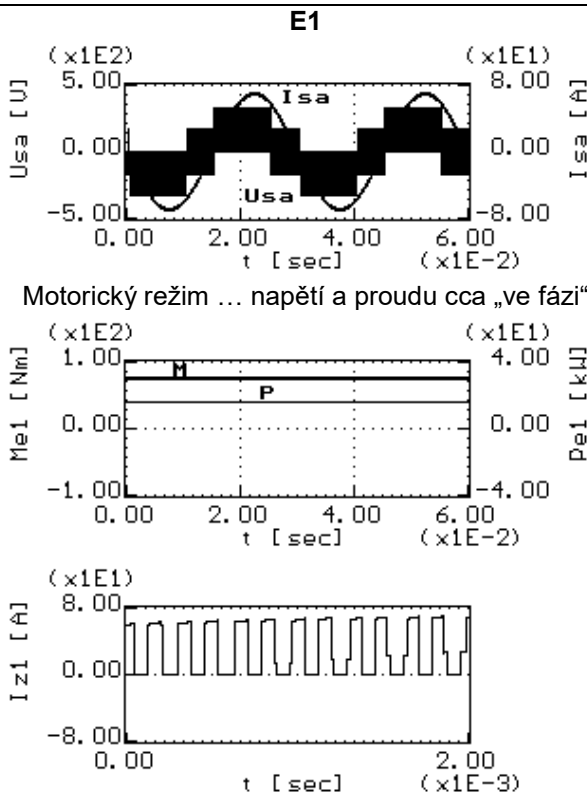 E1
(x1E2) (x1E1)
5.00 8.00
Usa [V] Isa [A]
Isa
0.00 0.00
Usa
-5.00 -8.00
0.00 2.00 4.00 6.00
t [sec] (x1E-2)
Motorický režim … napětí a proudu cca „ve fázi“
(x1E2) (x1E1)
1.00 4.00
M
Me1 [Nm] Pe1 [kW]
P
0.00 0.00
-1.00 -4.00
0.00 2.00 4.00 6.00
t [sec] (x1E-2)
(x1E1)
8.00
Iz1 [A]
0.00
-8.00
0.00 2.00
t [sec] (x1E-3)